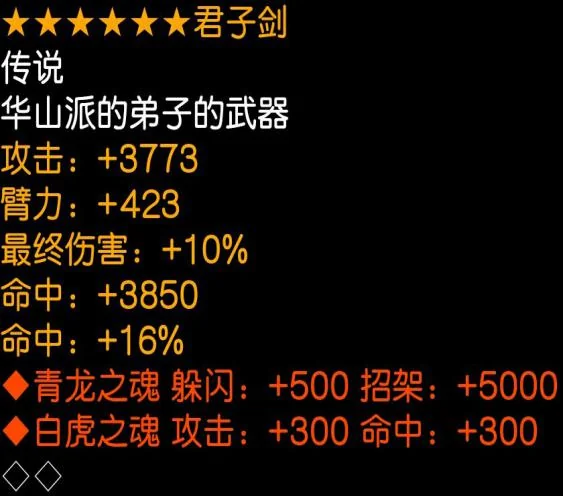 ★★★★★★君子剑
传说
华山派的弟子的武器
攻击：+3773
臂力：+423
最终伤害：+10%
命中：+3850
命中：+16%
◆青龙之魂 躲闪：+500 招架：+5000
◆白虎之魂 攻击：+300 命中：+300
◇◇